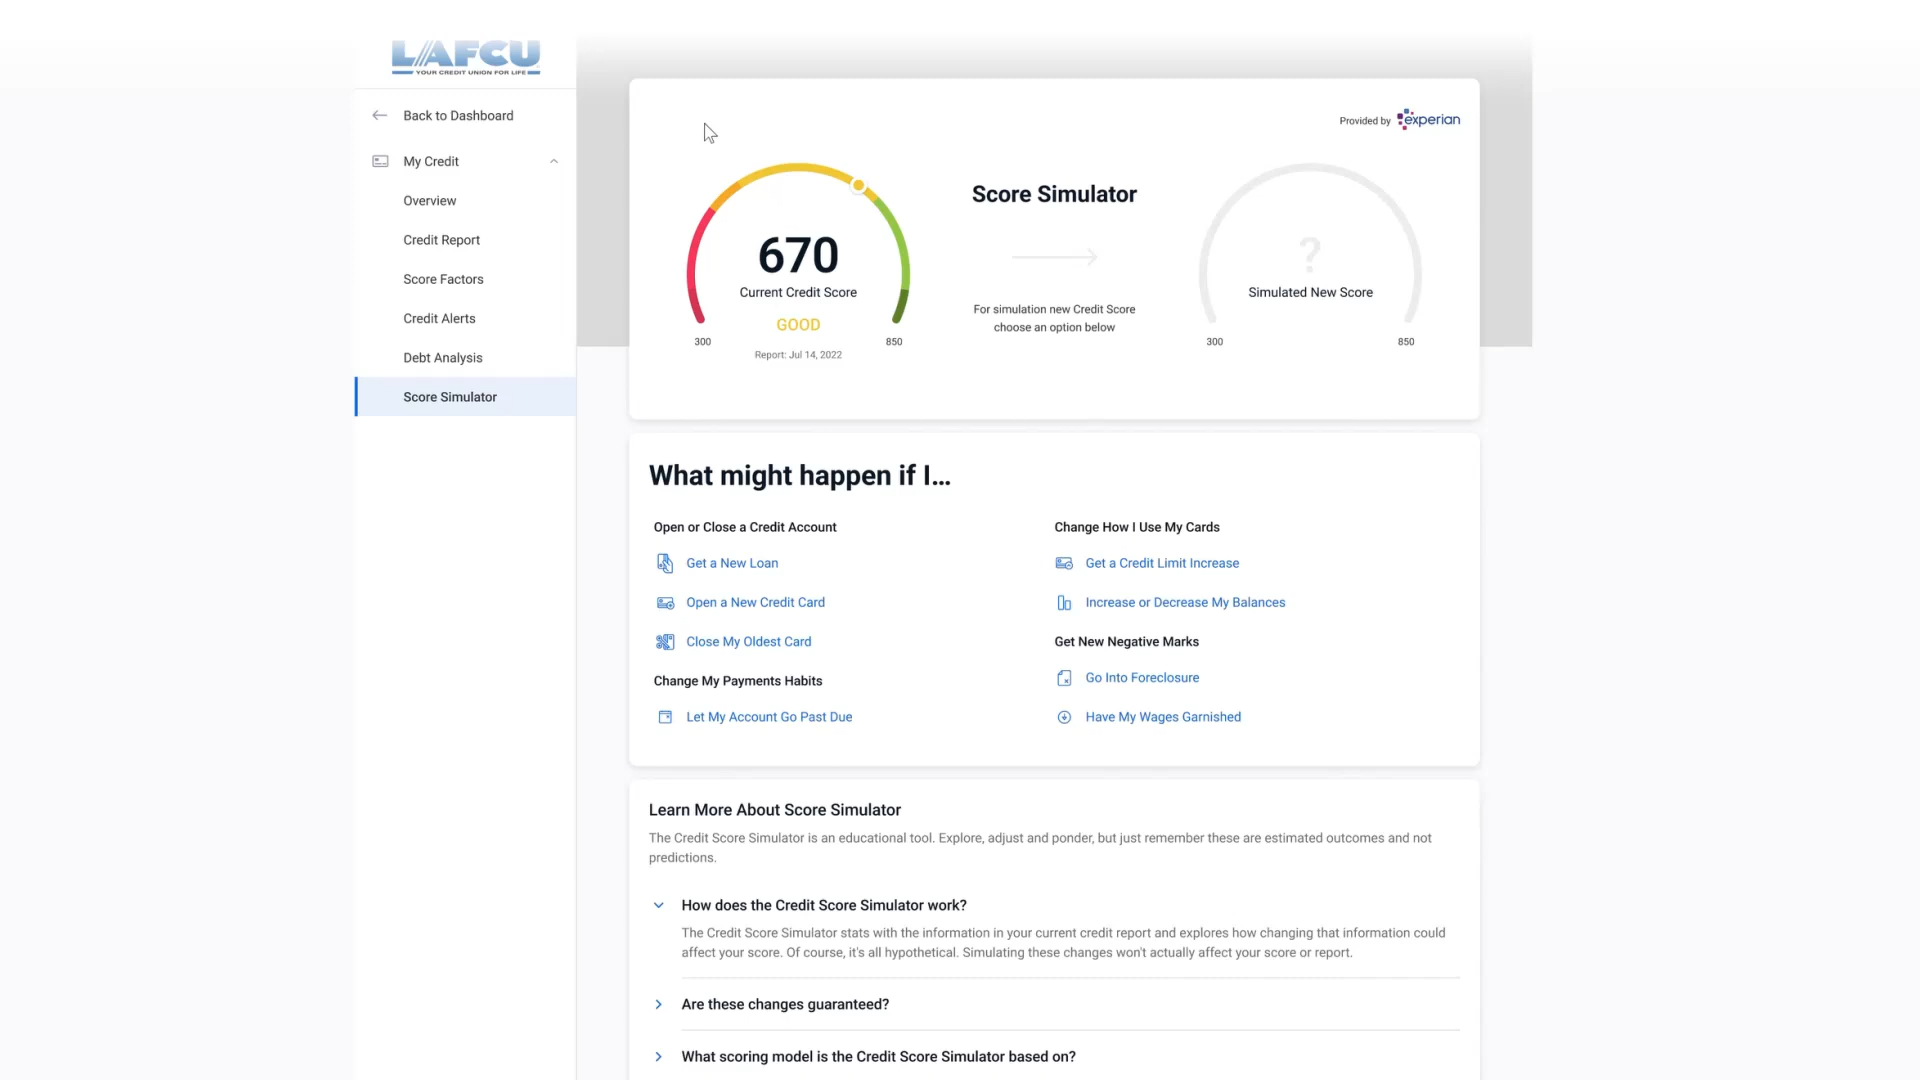 LAFCU
YOUR CREDIT UNION FOR LIFE
Back to Dashboard
My Credit
Overview
Credit Report
Score Factors
Credit Alerts
Debt Analysis
Score Simulator
Provided by experian
670
Current Credit Score
GOOD
300
850
Report: Jul 14, 2022
Score Simulator
For simulation new Credit Score
choose an option below
?
Simulated New Score
300
850
What might happen if I...
Open or Close a Credit Account
Get a New Loan
Open a New Credit Card
Close My Oldest Card
Change My Payments Habits
Let My Account Go Past Due
Change How I Use My Cards
Get a Credit Limit Increase
Increase or Decrease My Balances
Get New Negative Marks
Go Into Foreclosure
Have My Wages Garnished
Learn More About Score Simulator
The Credit Score Simulator is an educational tool. Explore, adjust and ponder, but just remember these are estimated outcomes and not
predictions.
How does the Credit Score Simulator work?
The Credit Score Simulator stats with the information in your current credit report and explores how changing that information could
affect your score. Of course, it's all hypothetical. Simulating these changes won't actually affect your score or report.
Are these changes guaranteed?
What scoring model is the Credit Score Simulator based on?